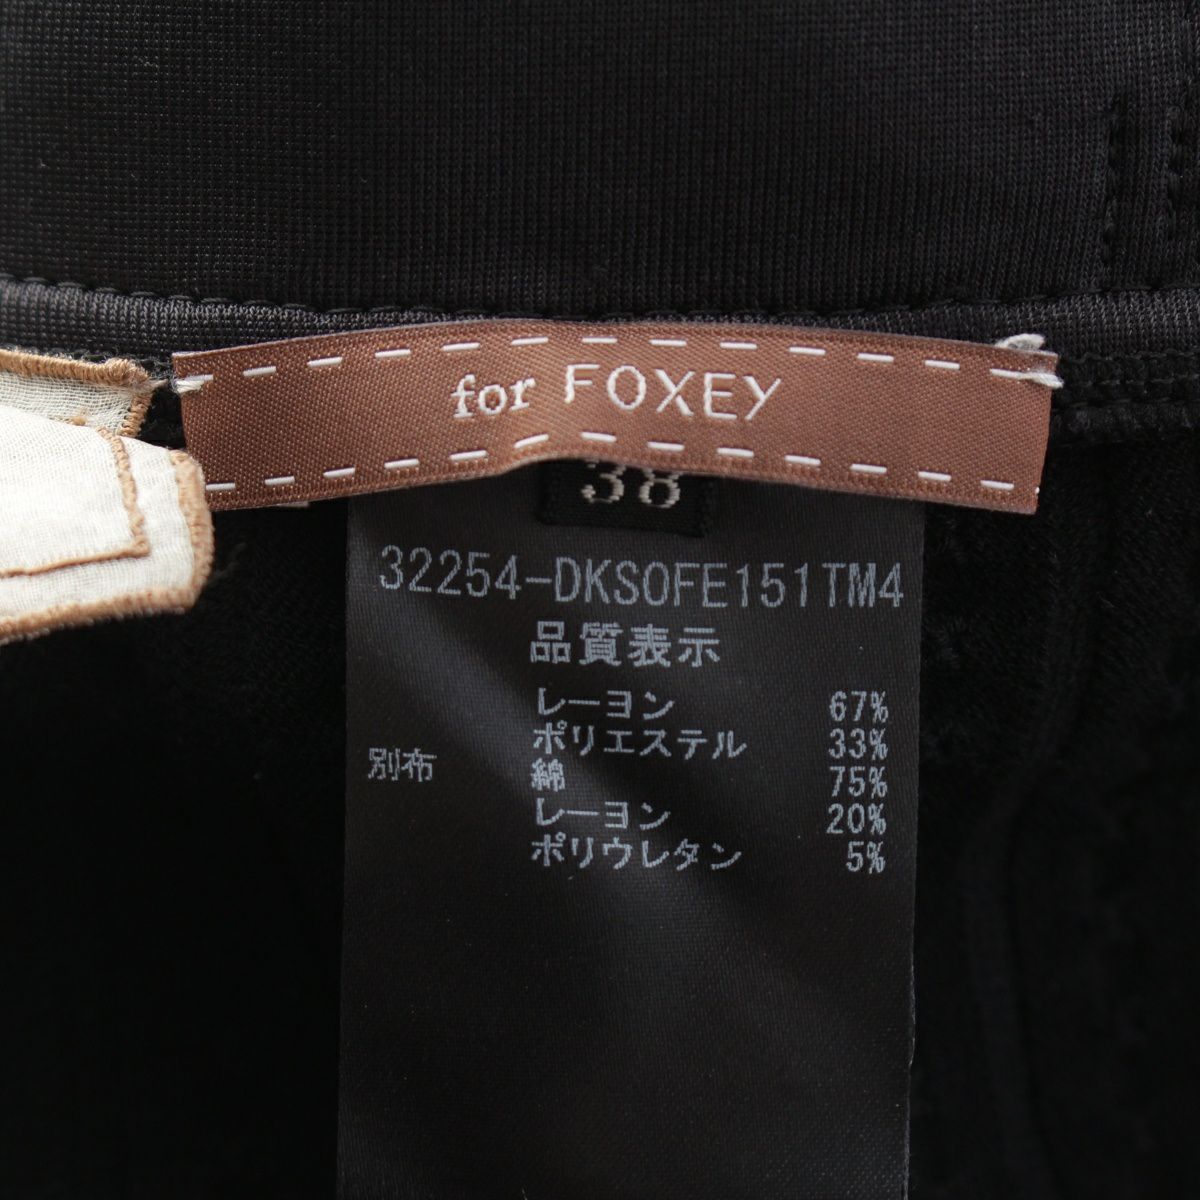 for FOXEY
38
32254-DKSOFE151TM4
品質表示
レーヨン 67%
ポリエステル 33%
別布 綿 75%
レーヨン 20%
ポリウレタン 5%